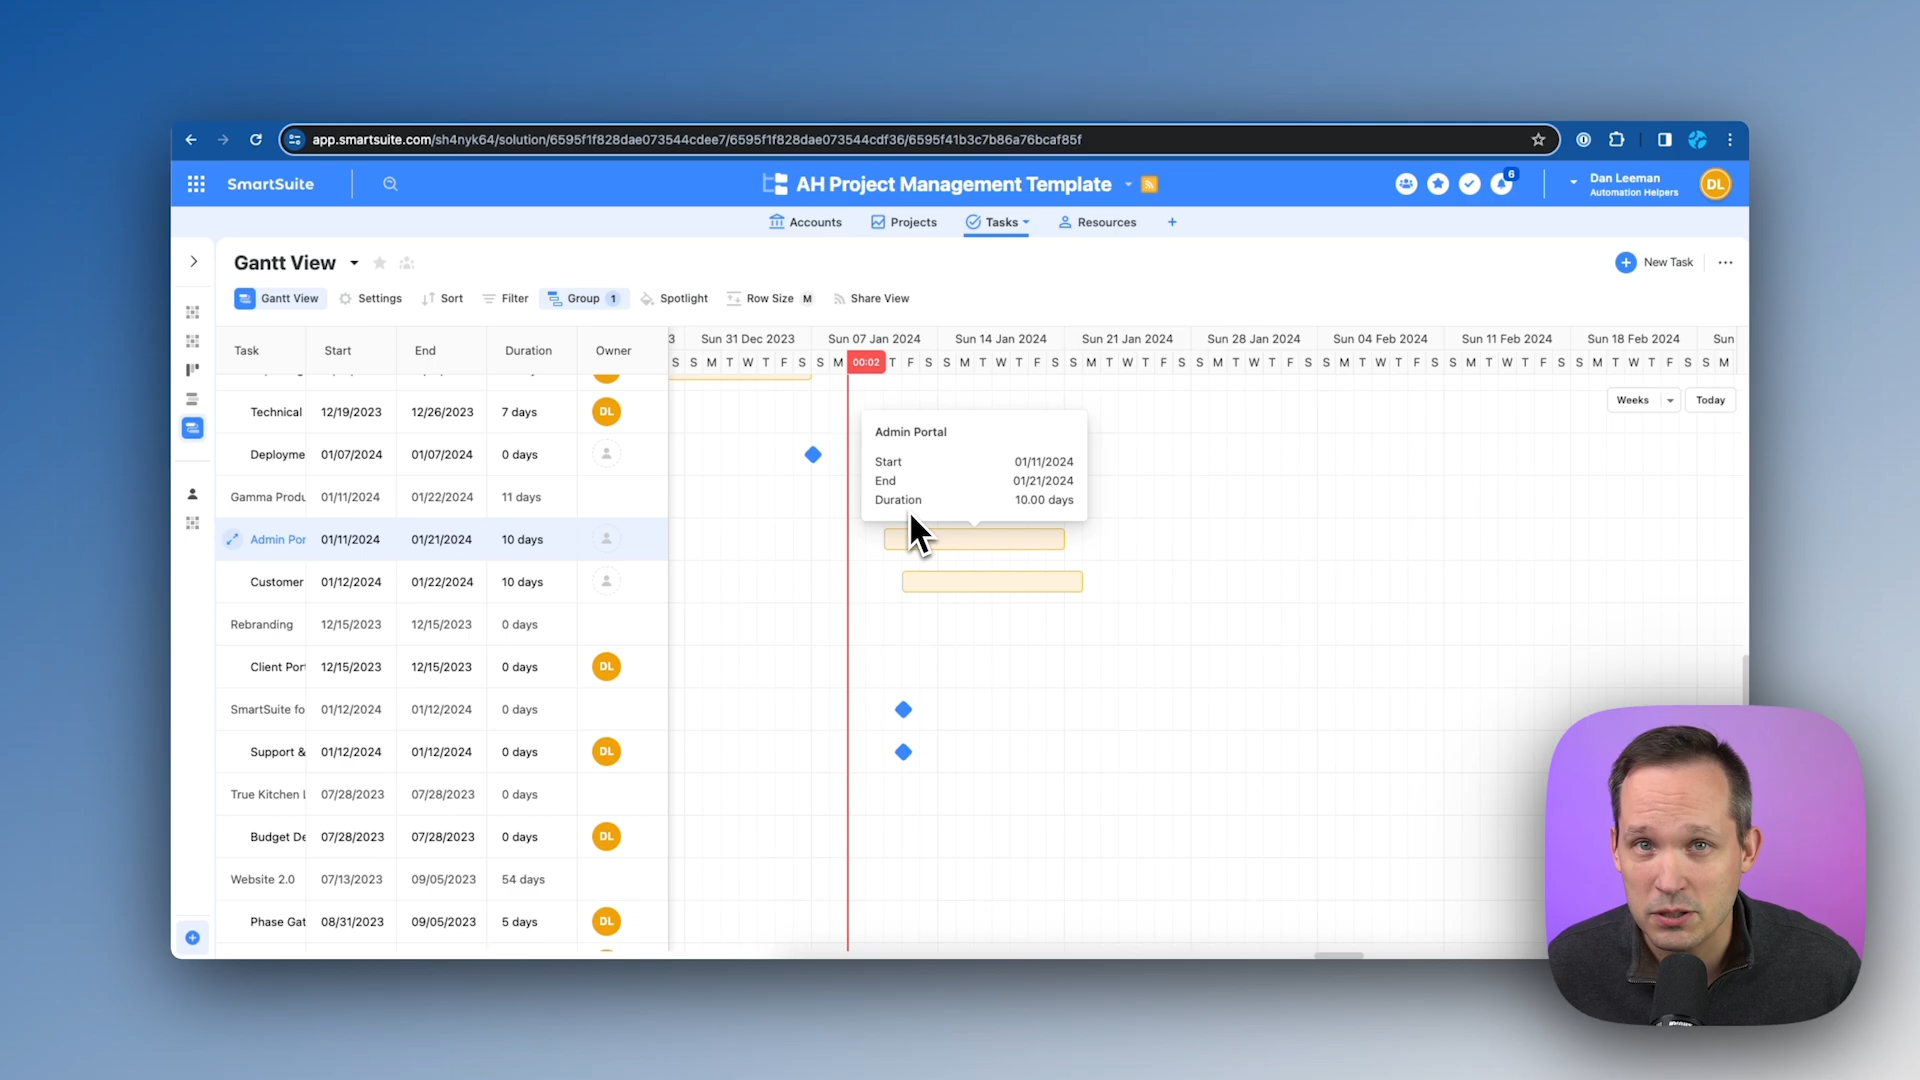 app.smartsuite.com/sh4nyk64/solution/6595f1f828dae073544cdee7/6595f1f828dae073544cdf36/6595f41b3c7b86a76bcaf85f
SmartSuite
AH Project Management Template
6
Dan Leeman
Automation Helpers
DL
Accounts
Projects
Tasks
Resources
+
Gantt View
New Task
Gantt View
Settings
Sort
Filter
Group 1
Spotlight
Row Size M
Share View
Task Start End Duration Owner
3 Sun 31 Dec 2023 Sun 07 Jan 2024 Sun 14 Jan 2024 Sun 21 Jan 2024 Sun 28 Jan 2024 Sun 04 Feb 2024 Sun 11 Feb 2024 Sun 18 Feb 2024 Sun
S S M T W T F S S M 00:02 T F S S M T W T F S S M T W T F S S M T W T F S S M T W T F S S M T W T F S S M T W T F S S M
Weeks Today
Technical 12/19/2023 12/26/2023 7 days DL
Deployme 01/07/2024 01/07/2024 0 days
Gamma Produ 01/11/2024 01/22/2024 11 days
Admin Por 01/11/2024 01/21/2024 10 days
Customer 01/12/2024 01/22/2024 10 days
Rebranding 12/15/2023 12/15/2023 0 days
Client Por 12/15/2023 12/15/2023 0 days DL
SmartSuite fo 01/12/2024 01/12/2024 0 days
Support & 01/12/2024 01/12/2024 0 days DL
True Kitchen 07/28/2023 07/28/2023 0 days
Budget De 07/28/2023 07/28/2023 0 days DL
Website 2.0 07/13/2023 09/05/2023 54 days
Phase Gat 08/31/2023 09/05/2023 5 days DL
Admin Portal
Start 01/11/2024
End 01/21/2024
Duration 10.00 days